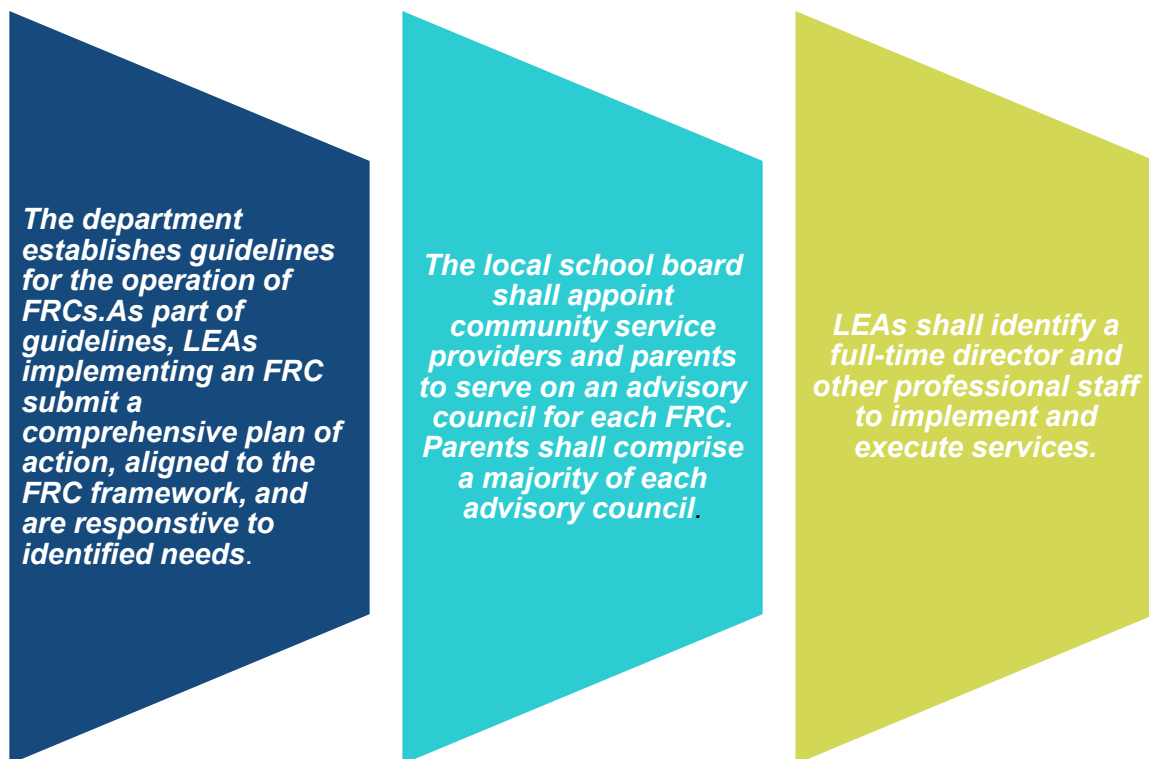 The department
establishes guidelines
for the operation of
FRCs.As part of
guidelines, LEAs
implementing an FRC
submit a
comprehensive plan of
action, aligned to the
FRC framework, and
are responstive to
identified needs.
The local school board
shall appoint
community service
providers and parents
to serve on an advisory
council for each FRC.
Parents shall comprise
a majority of each
advisory council.
LEAs shall identify a
full-time director and
other professional staff
to implement and
execute services.